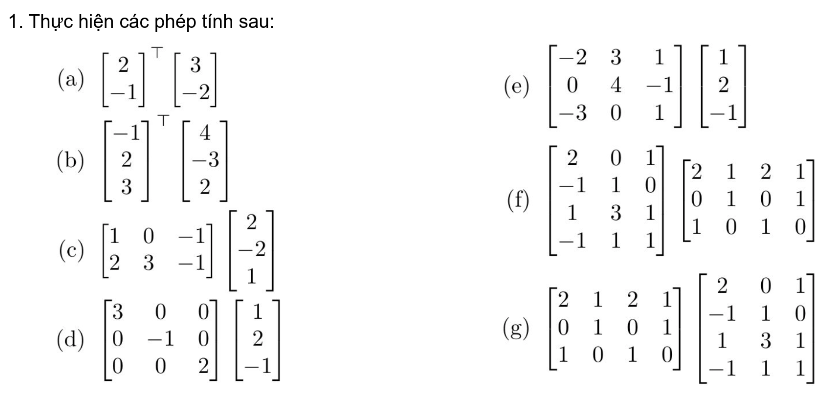 1. Thực hiện các phép tính sau:
(a) [2; −1]^⊤ [3; −2]
(b) [−1; 2; 3]^⊤ [4; −3; 2]
(c) [1 0 −1; 2 3 −1] [2; −2; 1]
(d) [3 0 0; 0 −1 0; 0 0 2] [1; 2; −1]
(e) [−2 3 1; 0 4 −1; −3 0 1] [1; 2; −1]
(f) [2 0 1; −1 1 0; 1 3 1; −1 1 1] [2 1 2 1; 0 1 0 1; 1 0 1 0]
(g) [2 1 2 1; 0 1 0 1; 1 0 1 0] [2 0 1; −1 1 0; 1 3 1; −1 1 1]